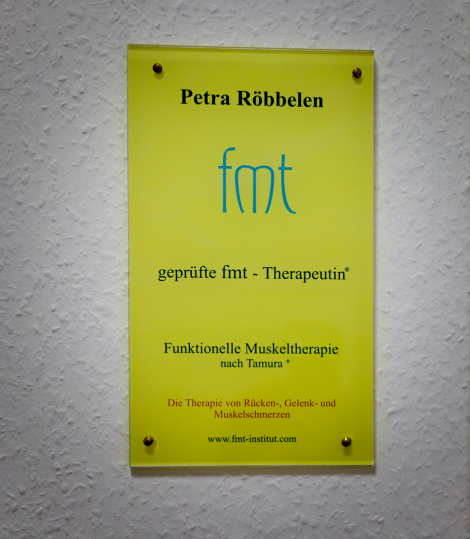 Petra Röbbelen
fmt
geprüfte fmt - Therapeutin®
Funktionelle Muskeltherapie
nach Tamura ®
Die Therapie von Rücken-, Gelenk- und
Muskelschmerzen
www.fmt-institut.com